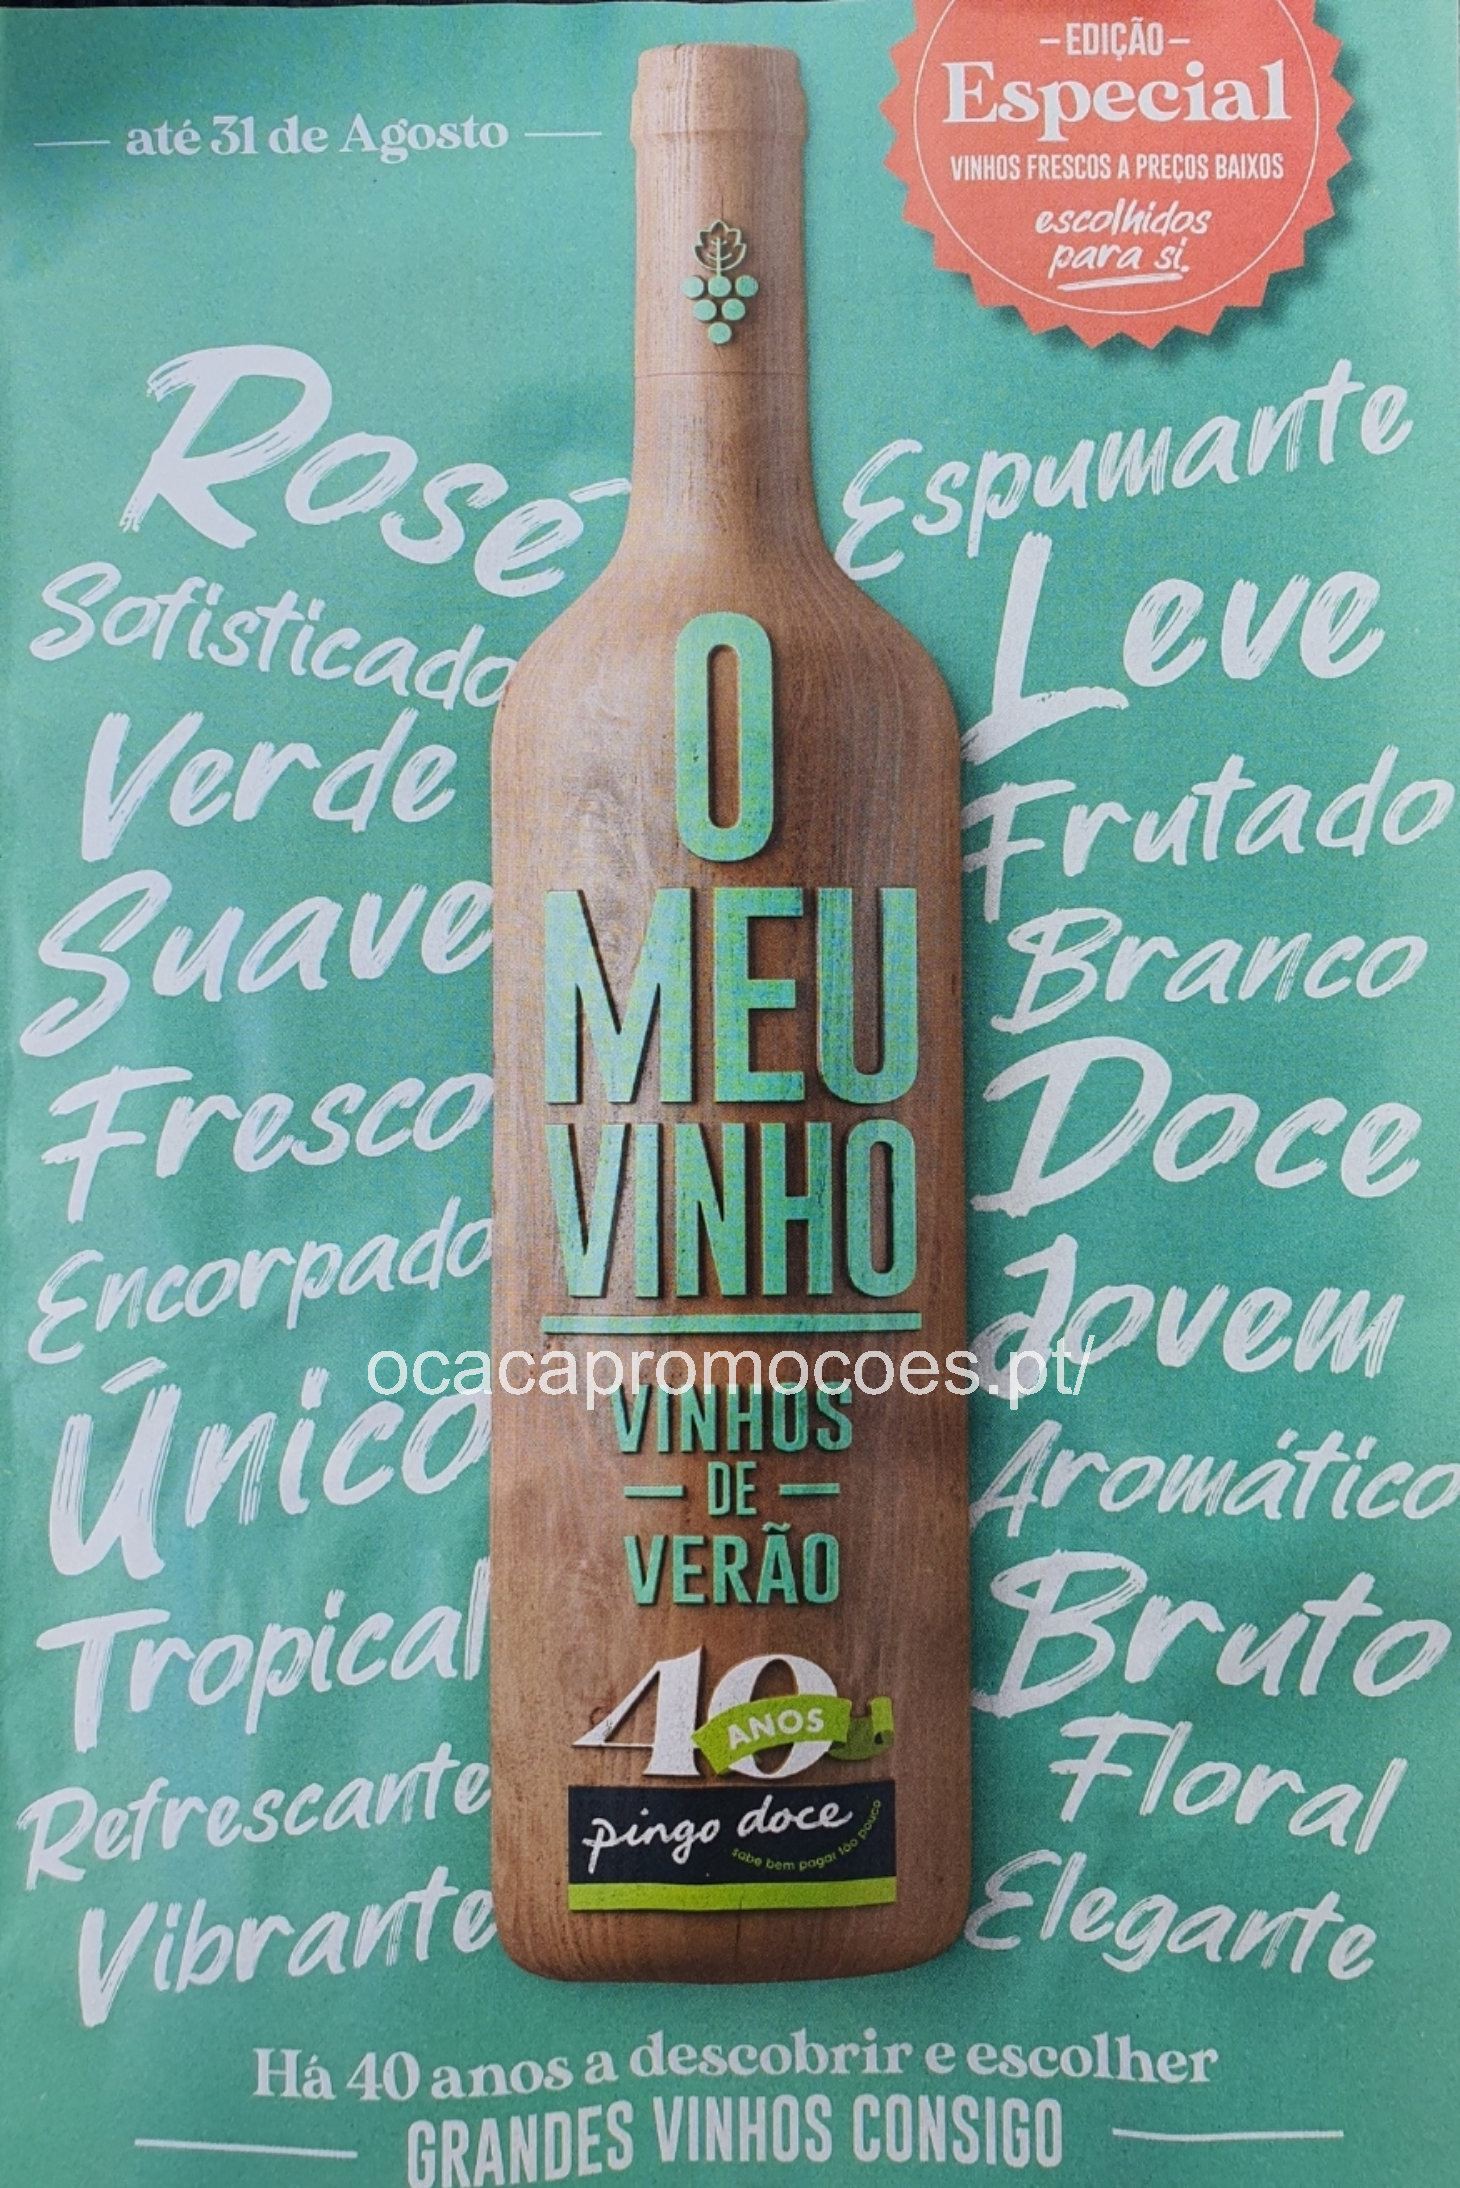 até 31 de Agosto
EDIÇÃO
Especial
VINHOS FRESCOS A PREÇOS BAIXOS
escolhidos
para si.
Rosé
Sofisticado
Verde
Suave
Fresco
Encorpado
Único
Tropical
Refrescante
Vibrante
O
MEU
VINHO
ocacapromocoes.pt/
VINHOS
DE
VERÃO
40
ANOS
pingo doce
sabe bem pagar tão pouco
Espumante
Leve
Frutado
Branco
Doce
Jovem
Aromático
Bruto
Floral
Elegante
Há 40 anos a descobrir e escolher
GRANDES VINHOS CONSIGO